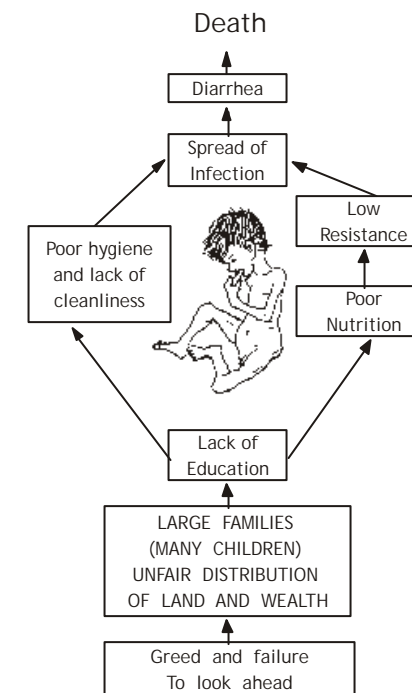 Death
Diarrhea
Spread of
Infection
Low
Resistance
Poor hygiene
and lack of
cleanliness
Poor
Nutrition
Lack of
Education
LARGE FAMILIES
(MANY CHILDREN)
UNFAIR DISTRIBUTION
OF LAND AND WEALTH
Greed and failure
To look ahead